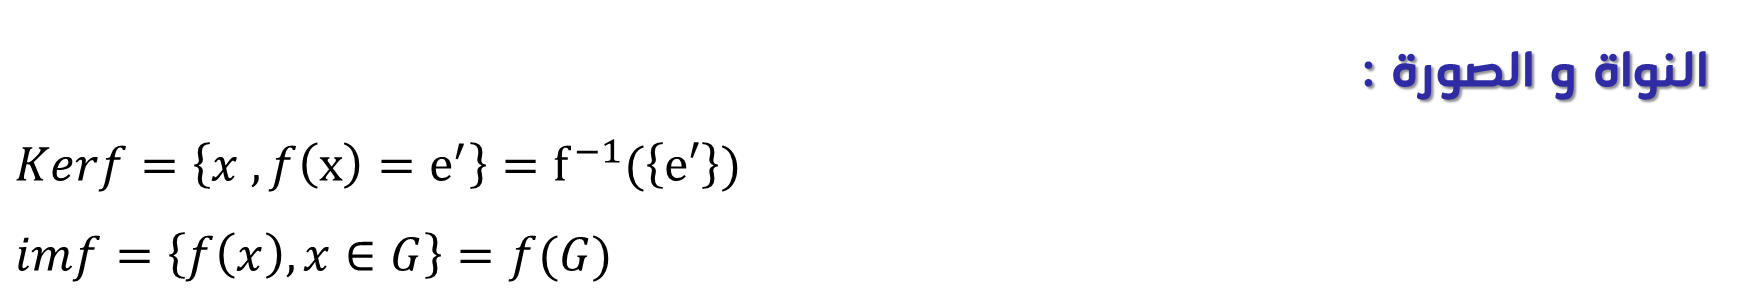 النواة و الصورة :
Kerf = {x ,f(x) = e′} = f⁻¹({e′})
imf = {f(x),x ∈ G} = f(G)